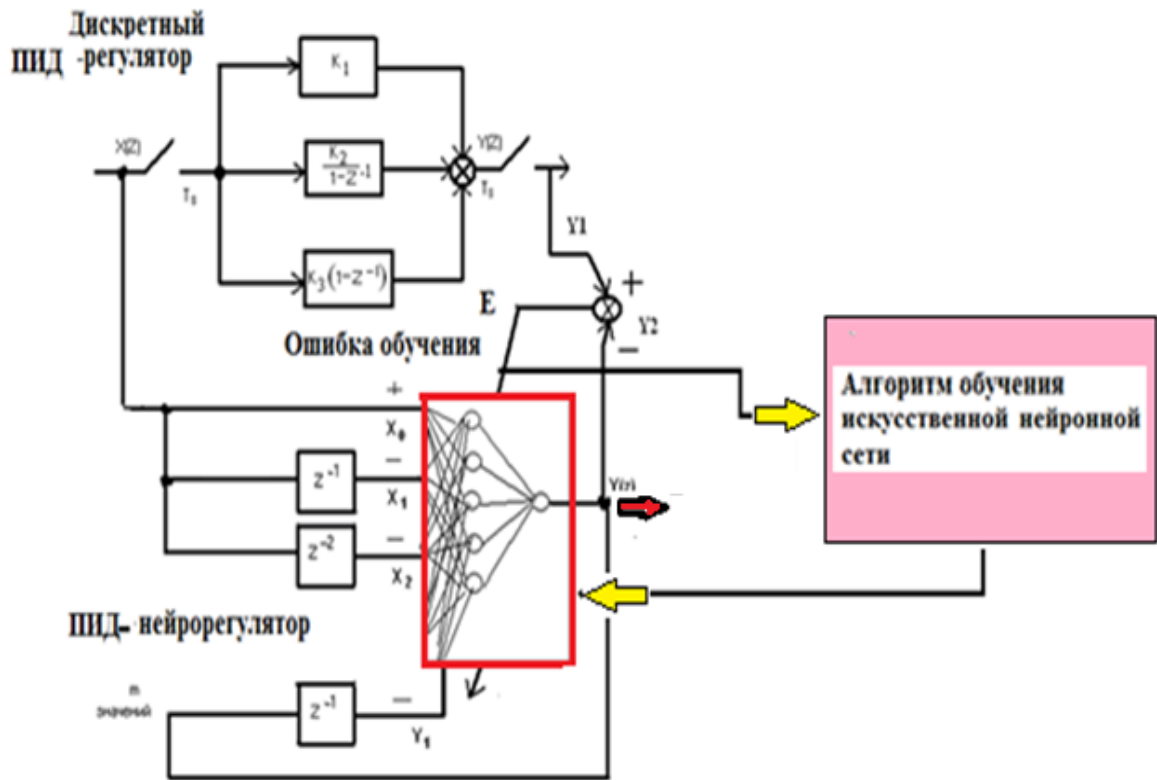 Дискретный
ПИД -регулятор
K1
X(Z)
Y(Z)
K2
1-Z-1
T1
T1
K3(1-Z-1)
Y1
+
E
Y2
−
Ошибка обучения
Алгоритм обучения
искусственной нейронной
сети
+
X0
Z-1
−
X1
Y(z)
Z-2
−
X2
ПИД- нейрорегулятор
m
значений
Z-1
−
Y1